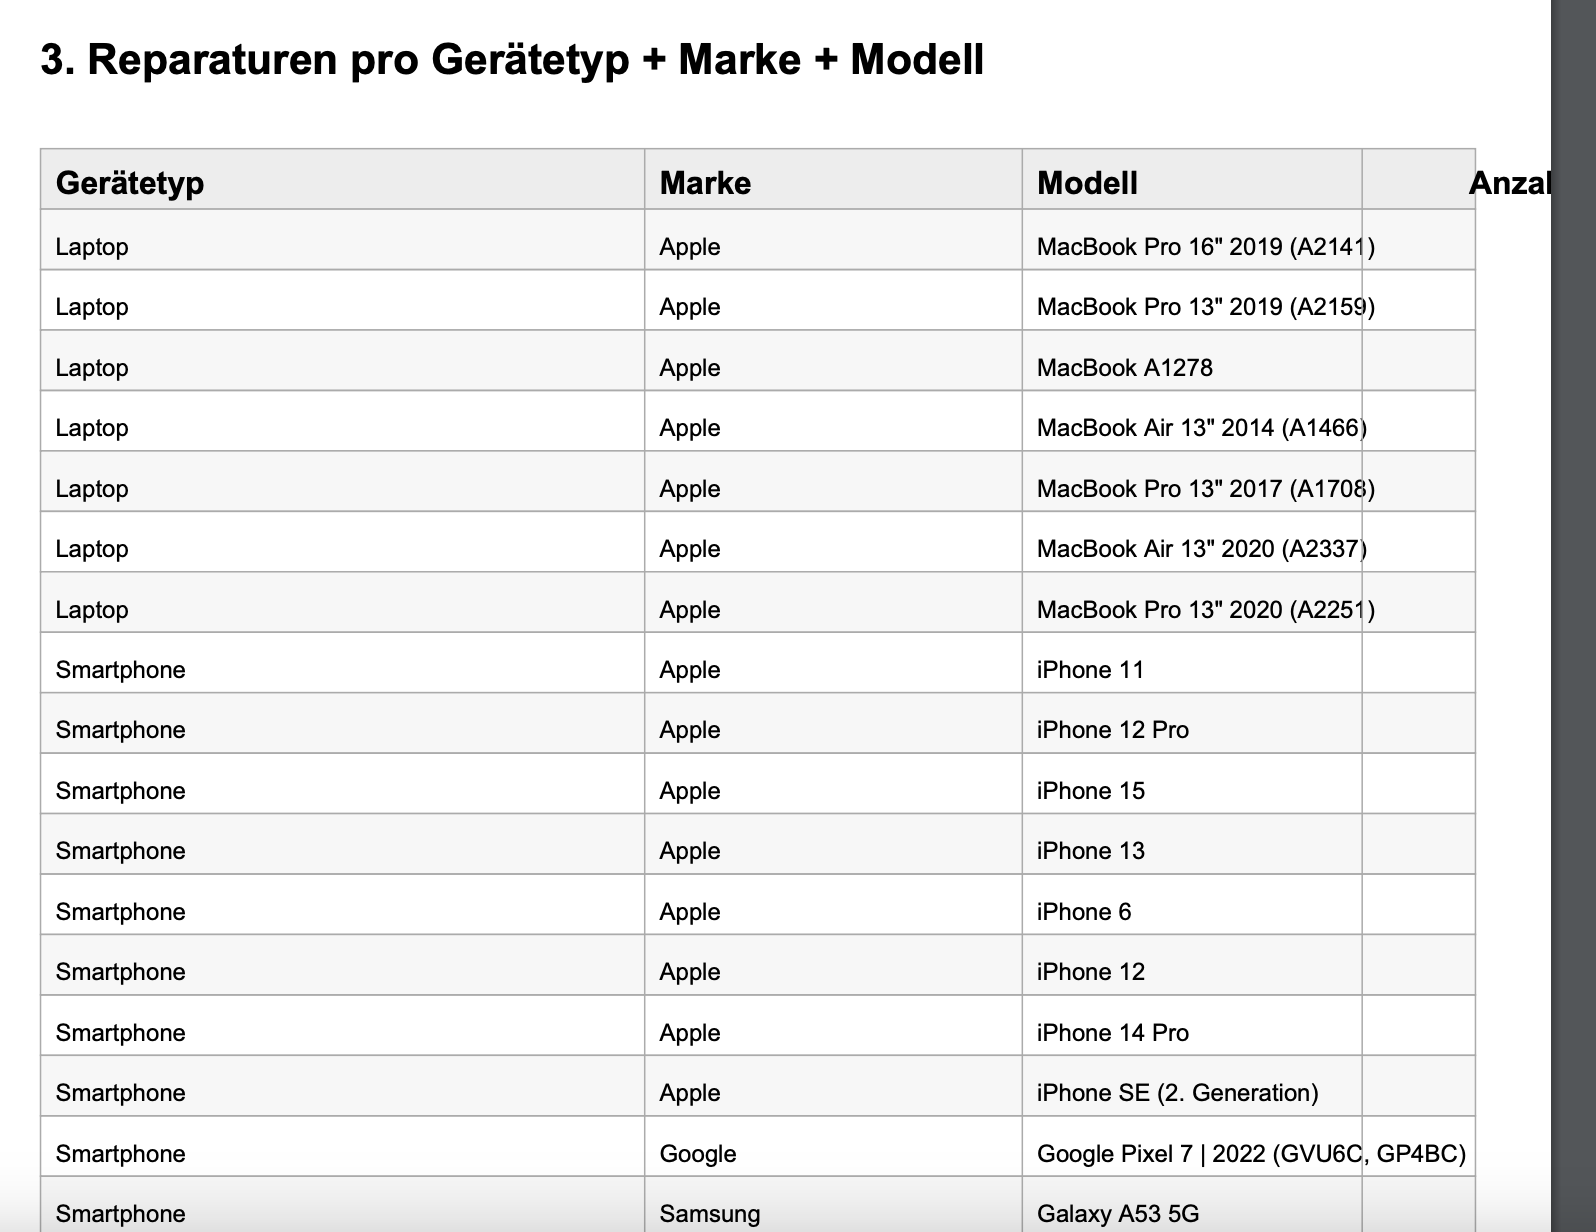 3. Reparaturen pro Gerätetyp + Marke + Modell
Gerätetyp Marke Modell Anzal
Laptop Apple MacBook Pro 16" 2019 (A2141)
Laptop Apple MacBook Pro 13" 2019 (A2159)
Laptop Apple MacBook A1278
Laptop Apple MacBook Air 13" 2014 (A1466)
Laptop Apple MacBook Pro 13" 2017 (A1708)
Laptop Apple MacBook Air 13" 2020 (A2337)
Laptop Apple MacBook Pro 13" 2020 (A2251)
Smartphone Apple iPhone 11
Smartphone Apple iPhone 12 Pro
Smartphone Apple iPhone 15
Smartphone Apple iPhone 13
Smartphone Apple iPhone 6
Smartphone Apple iPhone 12
Smartphone Apple iPhone 14 Pro
Smartphone Apple iPhone SE (2. Generation)
Smartphone Google Google Pixel 7 | 2022 (GVU6C, GP4BC)
Smartphone Samsung Galaxy A53 5G